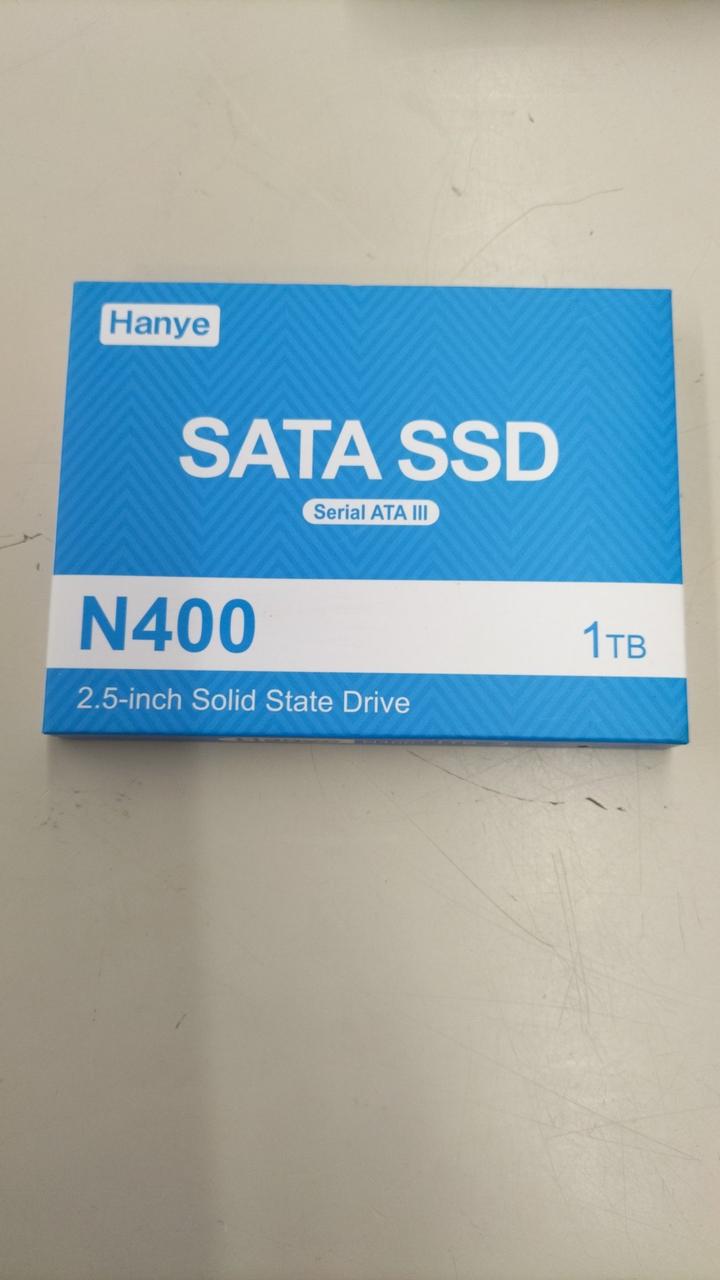 Hanye
SATA SSD
Serial ATA III
N400
1TB
2.5-inch Solid State Drive